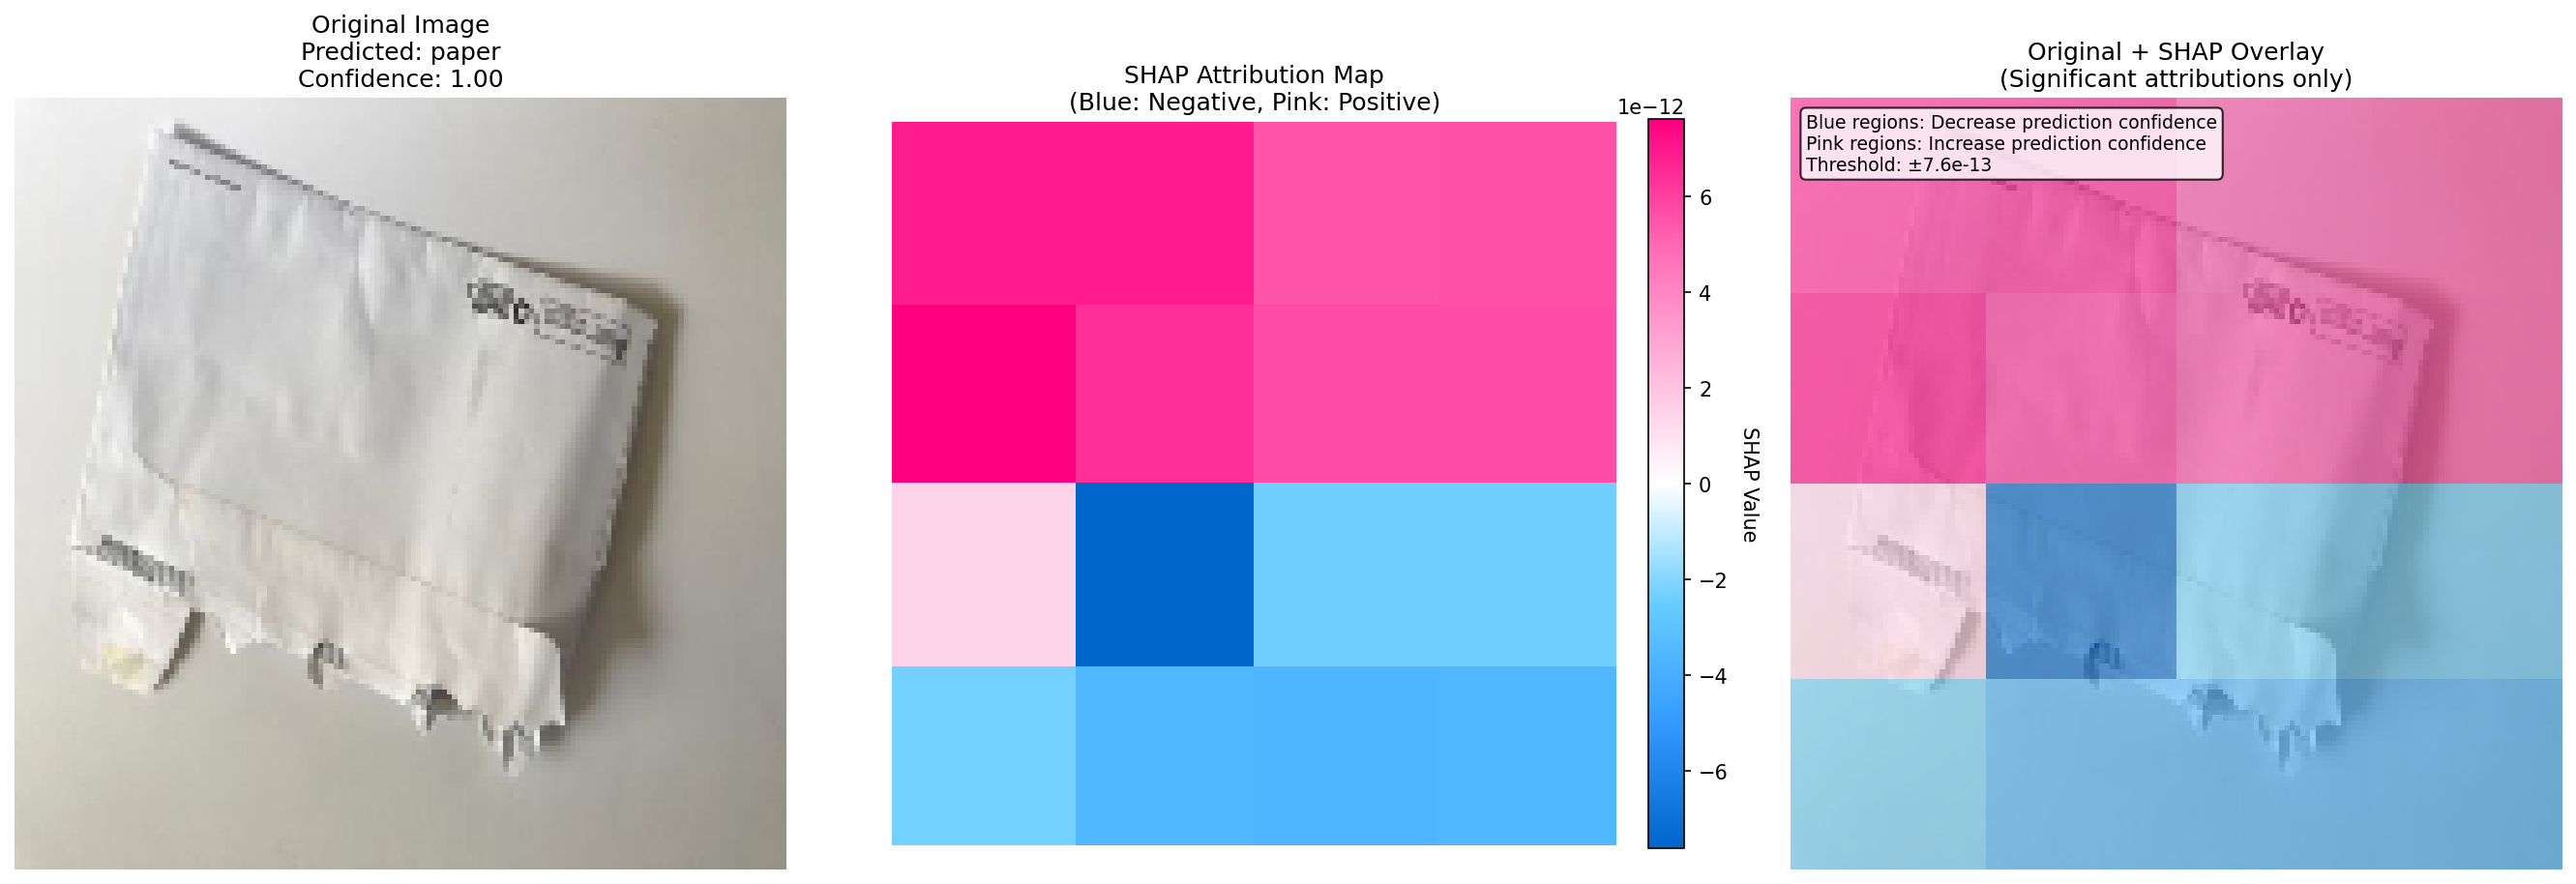 Original Image
Predicted: paper
Confidence: 1.00
SHAP Attribution Map
(Blue: Negative, Pink: Positive)
1e−12
6
4
2
0
−2
−4
−6
SHAP Value
Original + SHAP Overlay
(Significant attributions only)
Blue regions: Decrease prediction confidence
Pink regions: Increase prediction confidence
Threshold: ±7.6e-13